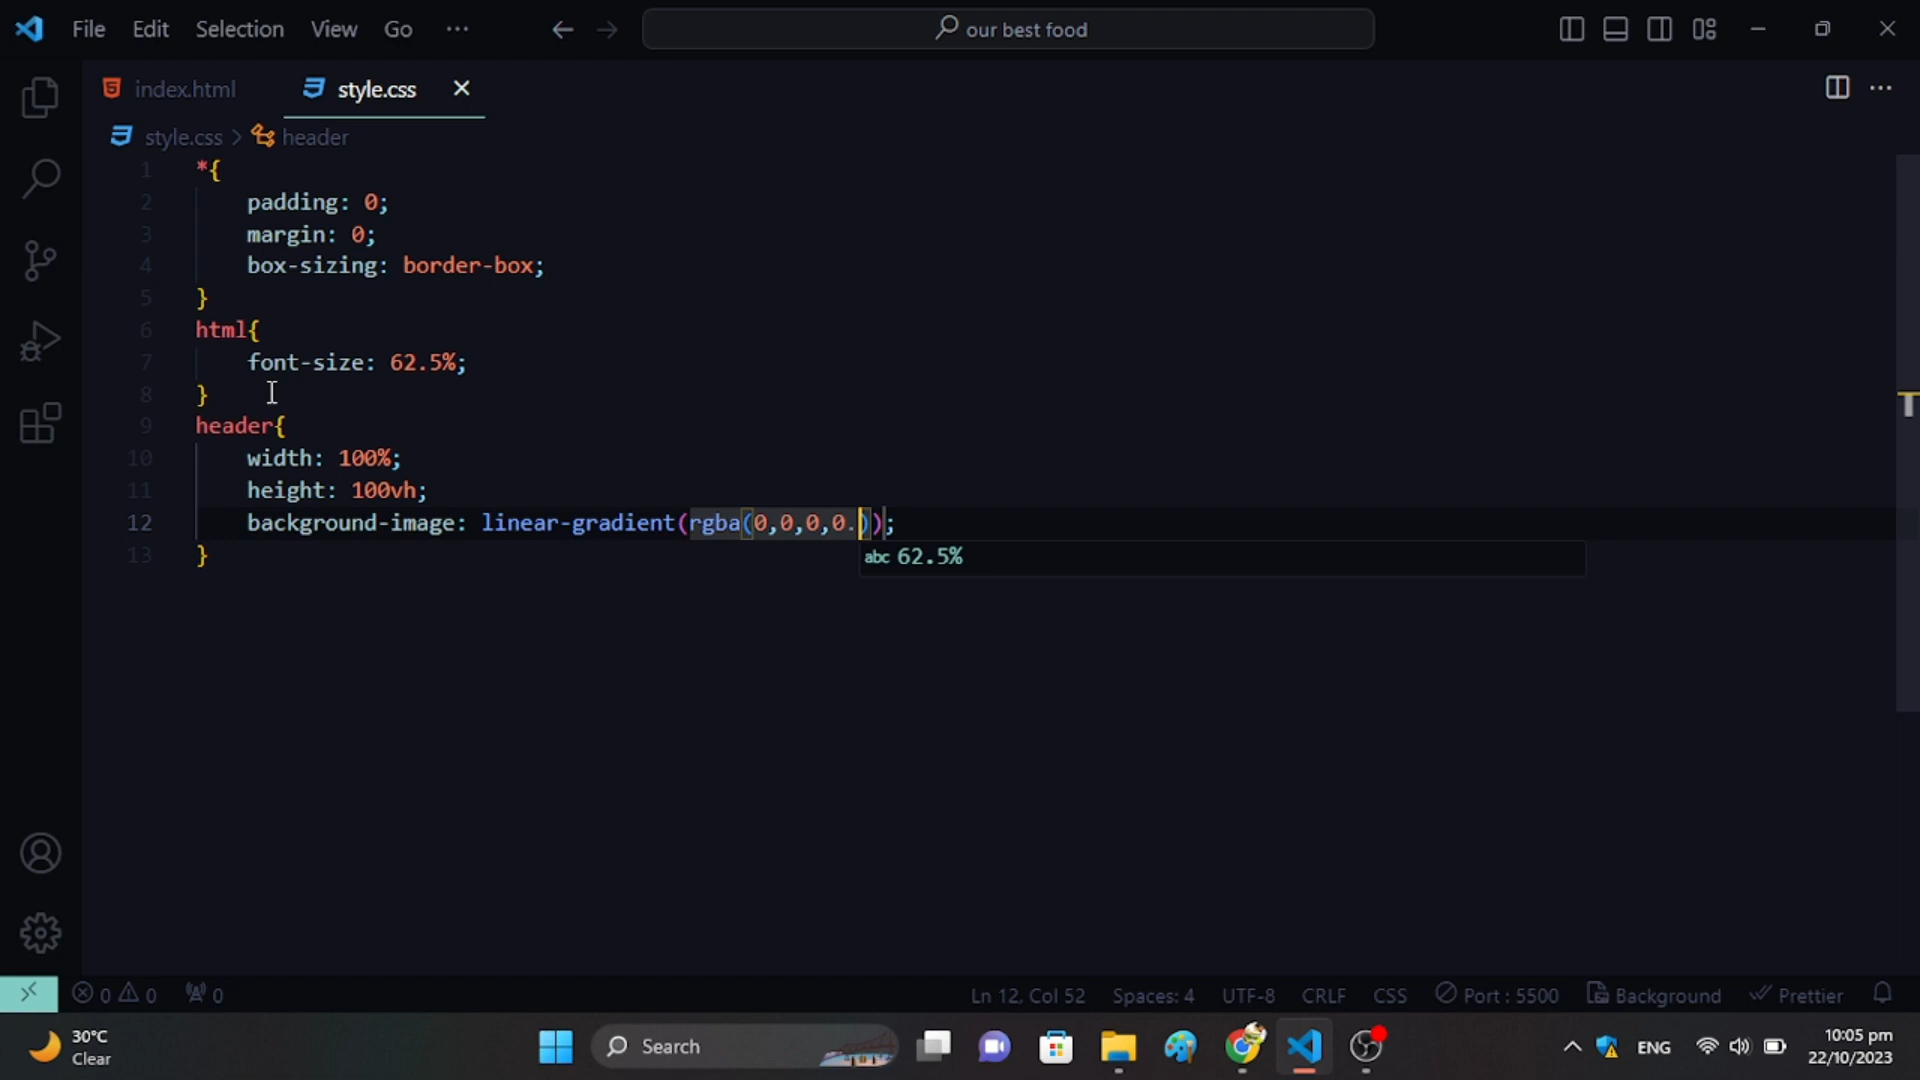 File Edit Selection View Go ···
our best food
index.html
style.css
style.css > header
1 *{
2 padding: 0;
3 margin: 0;
4 box-sizing: border-box;
5 }
6 html{
7 font-size: 62.5%;
8 }
9 header{
10 width: 100%;
11 height: 100vh;
12 background-image: linear-gradient(rgba(0,0,0,0.));
abc 62.5%
13 }
0 0 0 Ln 12, Col 52 Spaces: 4 UTF-8 CRLF CSS Port : 5500 Background Prettier
30°C
Clear
Search
ENG
10:05 pm
22/10/2023